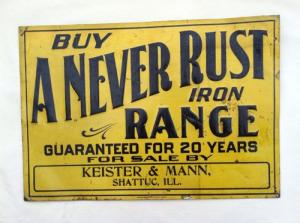 BUY
A NEVER RUST
IRON
RANGE
GUARANTEED FOR 20 YEARS
FOR SALE BY
KEISTER & MANN,
SHATTUC, ILL.